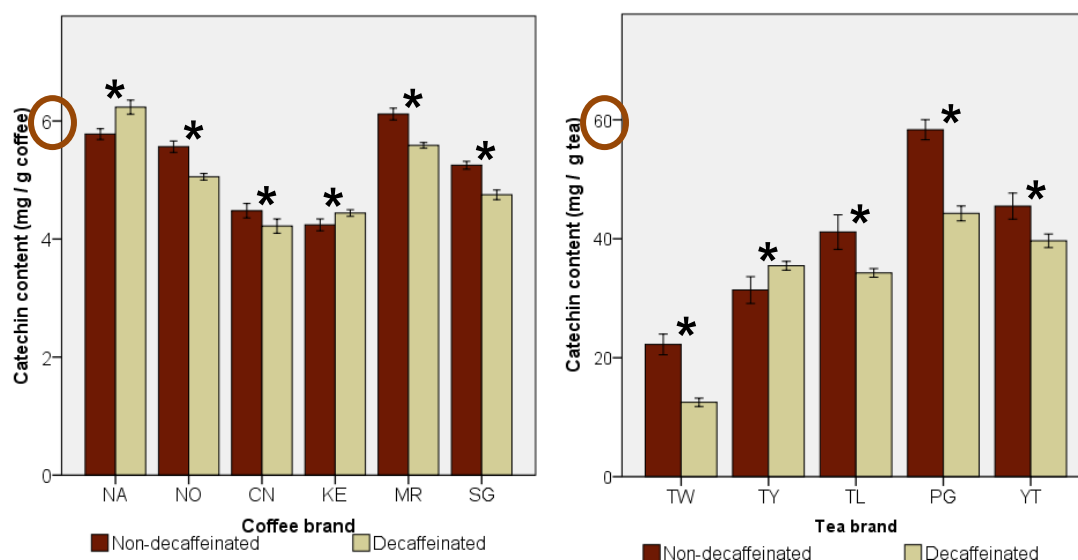 Catechin content (mg / g coffee)
6
4
2
0
*
*
*
*
*
*
NA NO CN KE MR SG
Coffee brand
Non-decaffeinated Decaffeinated
Catechin content (mg / g tea)
60
40
20
0
*
*
*
*
*
TW TY TL PG YT
Tea brand
Non-decaffeinated Decaffeinated